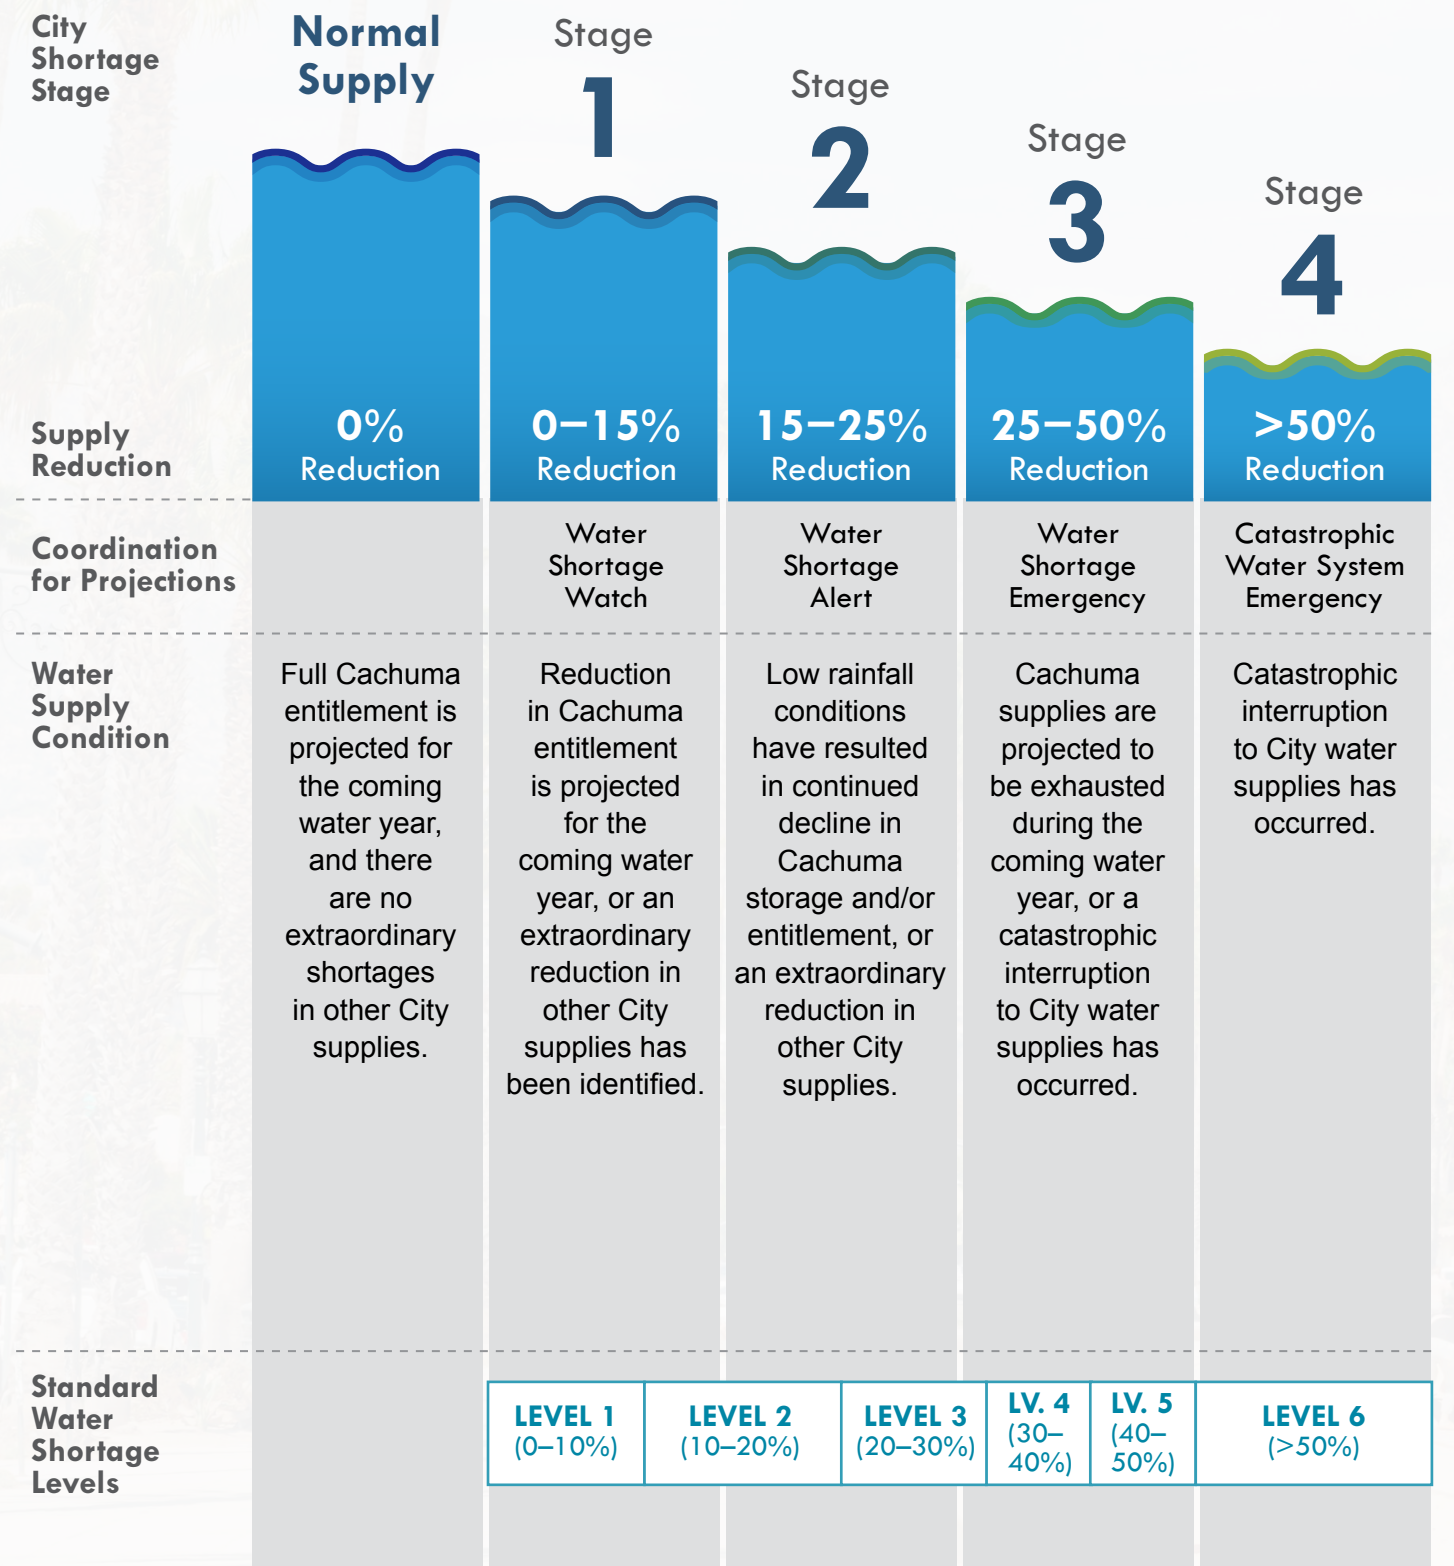 City
Shortage
Stage
Normal
Supply
Stage
1
Stage
2
Stage
3
Stage
4
Supply
Reduction
0%
Reduction
0–15%
Reduction
15–25%
Reduction
25–50%
Reduction
>50%
Reduction
Coordination
for Projections
Water
Shortage
Watch
Water
Shortage
Alert
Water
Shortage
Emergency
Catastrophic
Water System
Emergency
Water
Supply
Condition
Full Cachuma
entitlement is
projected for
the coming
water year,
and there
are no
extraordinary
shortages
in other City
supplies.
Reduction
in Cachuma
entitlement
is projected
for the
coming water
year, or an
extraordinary
reduction in
other City
supplies has
been identified.
Low rainfall
conditions
have resulted
in continued
decline in
Cachuma
storage and/or
entitlement, or
an extraordinary
reduction in
other City
supplies.
Cachuma
supplies are
projected to
be exhausted
during the
coming water
year, or a
catastrophic
interruption
to City water
supplies has
occurred.
Catastrophic
interruption
to City water
supplies has
occurred.
Standard
Water
Shortage
Levels
LEVEL 1
(0–10%)
LEVEL 2
(10–20%)
LEVEL 3
(20–30%)
LV. 4
(30–
40%)
LV. 5
(40–
50%)
LEVEL 6
(>50%)